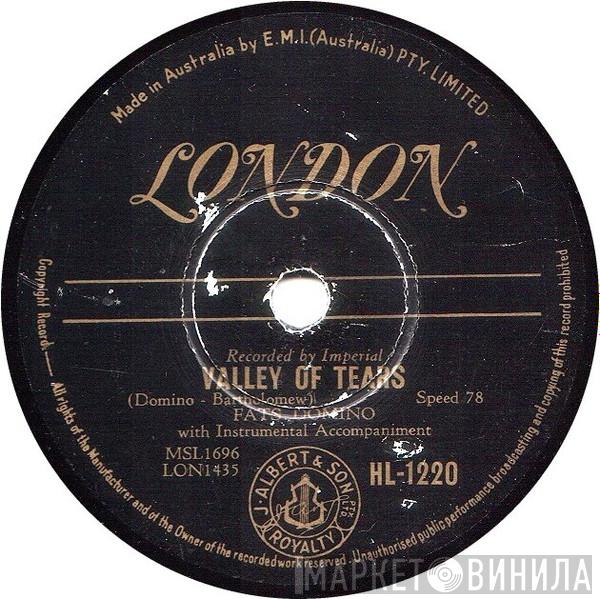 Made in Australia by E.M.I. (Australia) PTY. LIMITED
LONDON
Recorded by Imperial
VALLEY OF TEARS
(Domino - Bartholomew)
Speed 78
FATS DOMINO
with Instrumental Accompaniment
MSL1696
LON1435
HL-1220
J. ALBERT & SON PTY LTD
ROYALTY
Copyright Record — All rights of the Manufacturer and of the Owner of the recorded work reserved. Unauthorised public performance broadcasting and copying of this record prohibited
МАРКЕТ ВИНИЛА